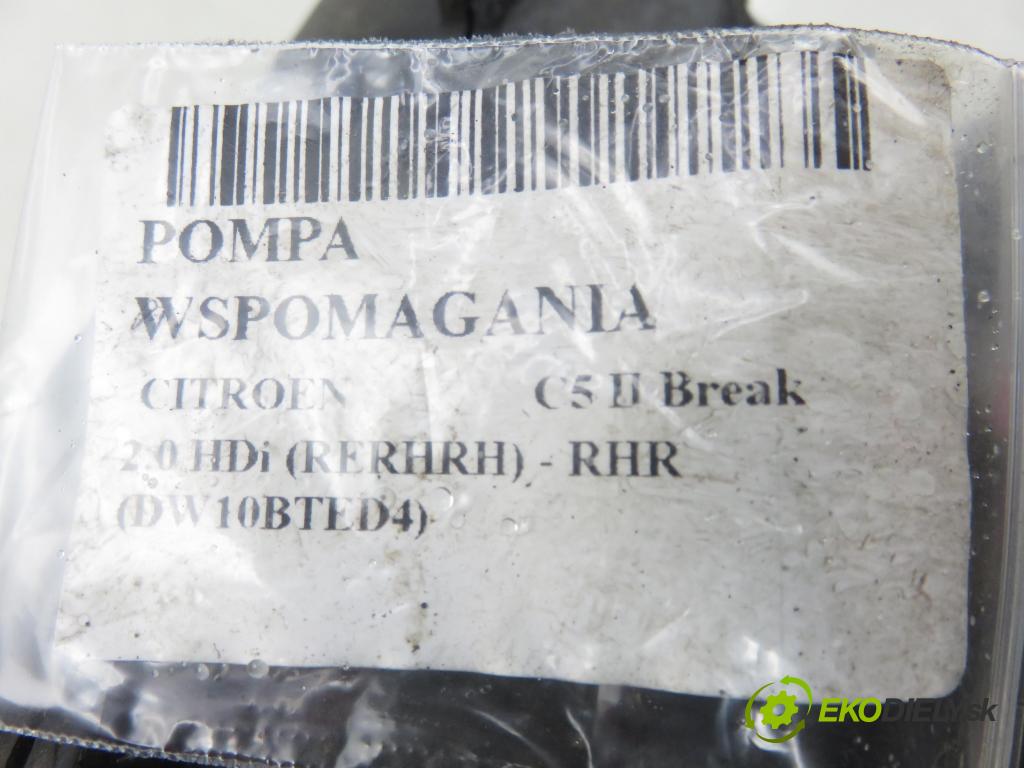 POMPA
WSPOMAGANIA
CITROEN C5 II Break
2.0 HDi (RERHRH) - RHR
(DW10BTED4)
EKODIELY.sk